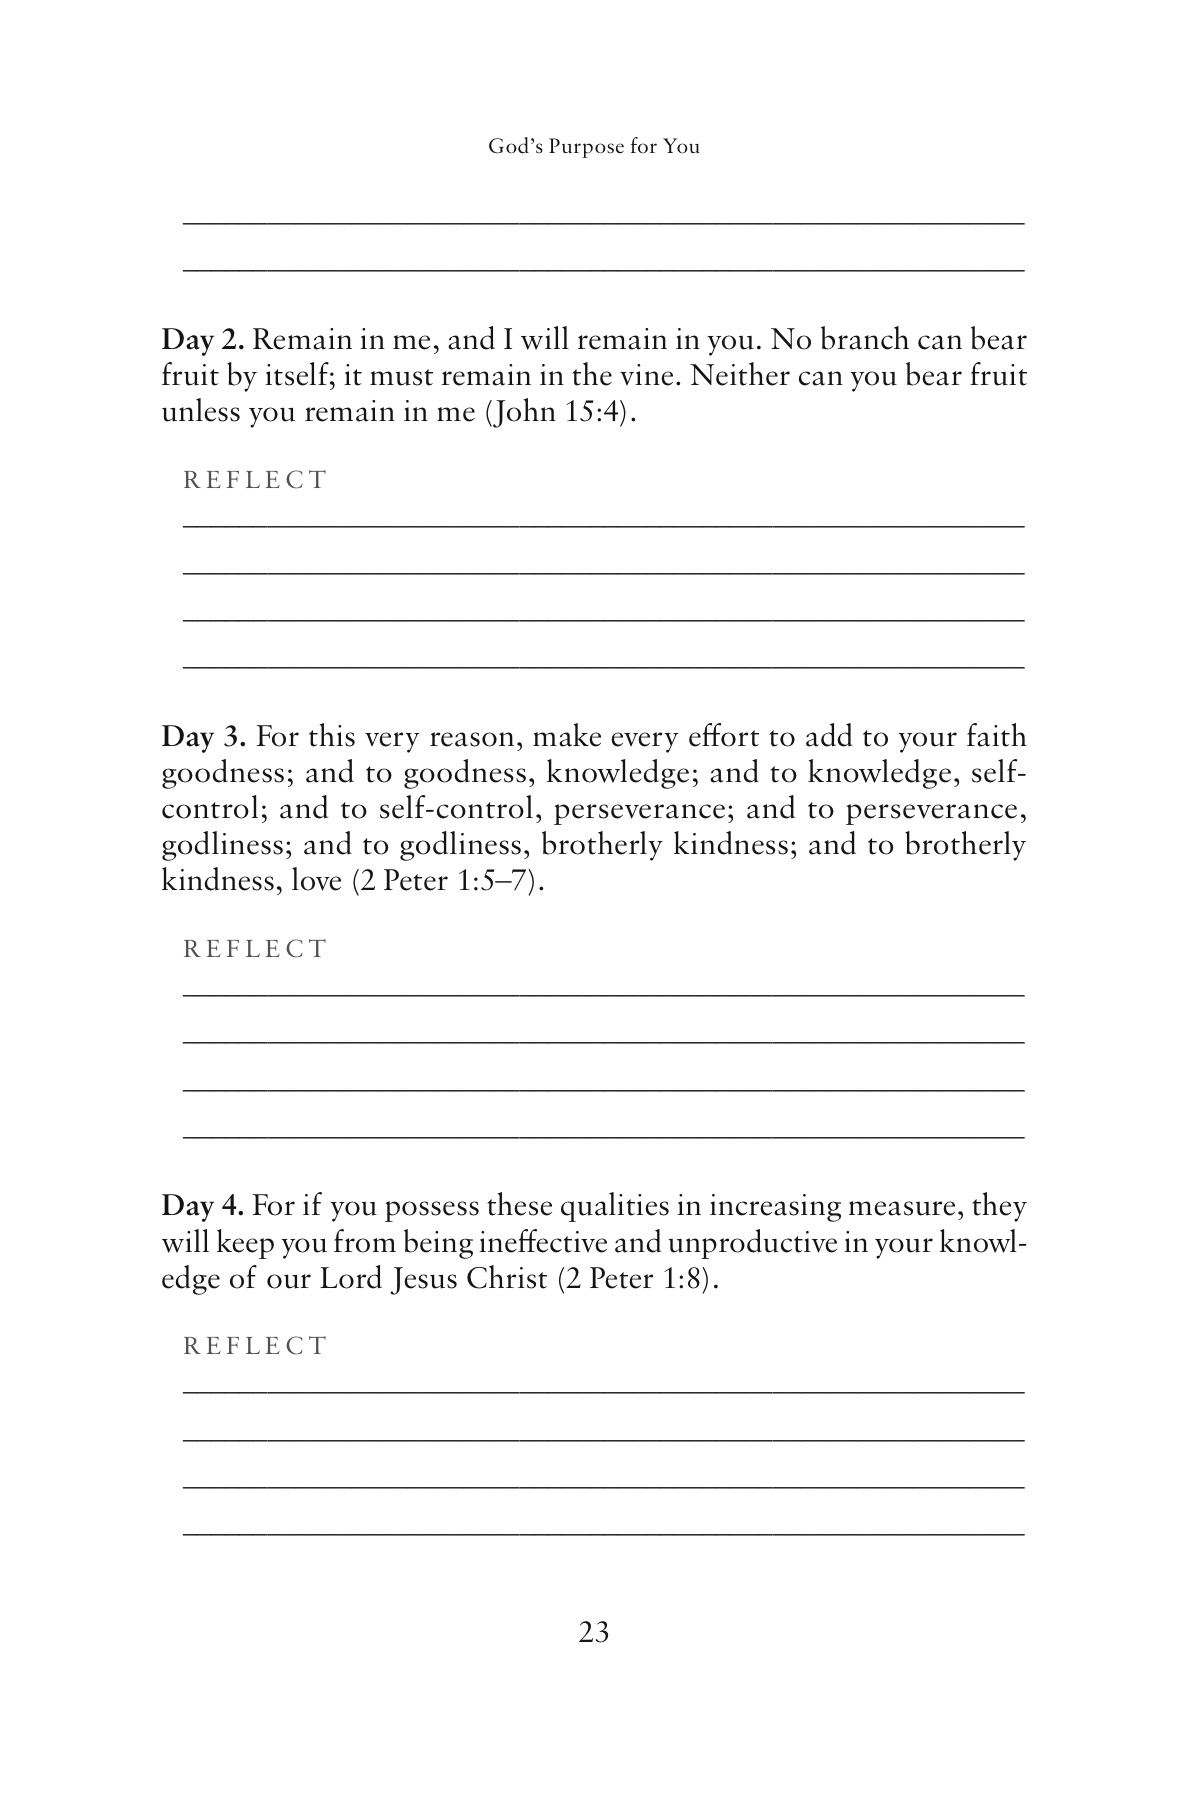 God’s Purpose for You
Day 2. Remain in me, and I will remain in you. No branch can bear
fruit by itself; it must remain in the vine. Neither can you bear fruit
unless you remain in me (John 15:4).
REFLECT
Day 3. For this very reason, make every effort to add to your faith
goodness; and to goodness, knowledge; and to knowledge, self-
control; and to self-control, perseverance; and to perseverance,
godliness; and to godliness, brotherly kindness; and to brotherly
kindness, love (2 Peter 1:5–7).
REFLECT
Day 4. For if you possess these qualities in increasing measure, they
will keep you from being ineffective and unproductive in your knowl-
edge of our Lord Jesus Christ (2 Peter 1:8).
REFLECT
23